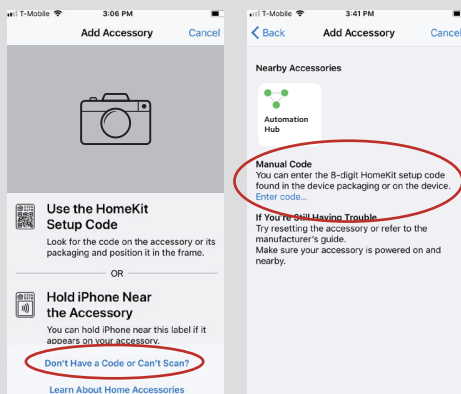 T-Mobile 3:06 PM
Add Accessory Cancel
Use the HomeKit
Setup Code
Look for the code on the accessory or its
packaging and position it in the frame.
OR
Hold iPhone Near
the Accessory
You can hold iPhone near this label if it
appears on your accessory.
Don't Have a Code or Can't Scan?
Learn About Home Accessories
T-Mobile 3:41 PM
Back Add Accessory Cancel
Nearby Accessories
Automation
Hub
Manual Code
You can enter the 8-digit HomeKit setup code
found in the device packaging or on the device.
Enter code...
If You're Still Having Trouble
Try resetting the accessory or refer to the
manufacturer's guide.
Make sure your accessory is powered on and
nearby.